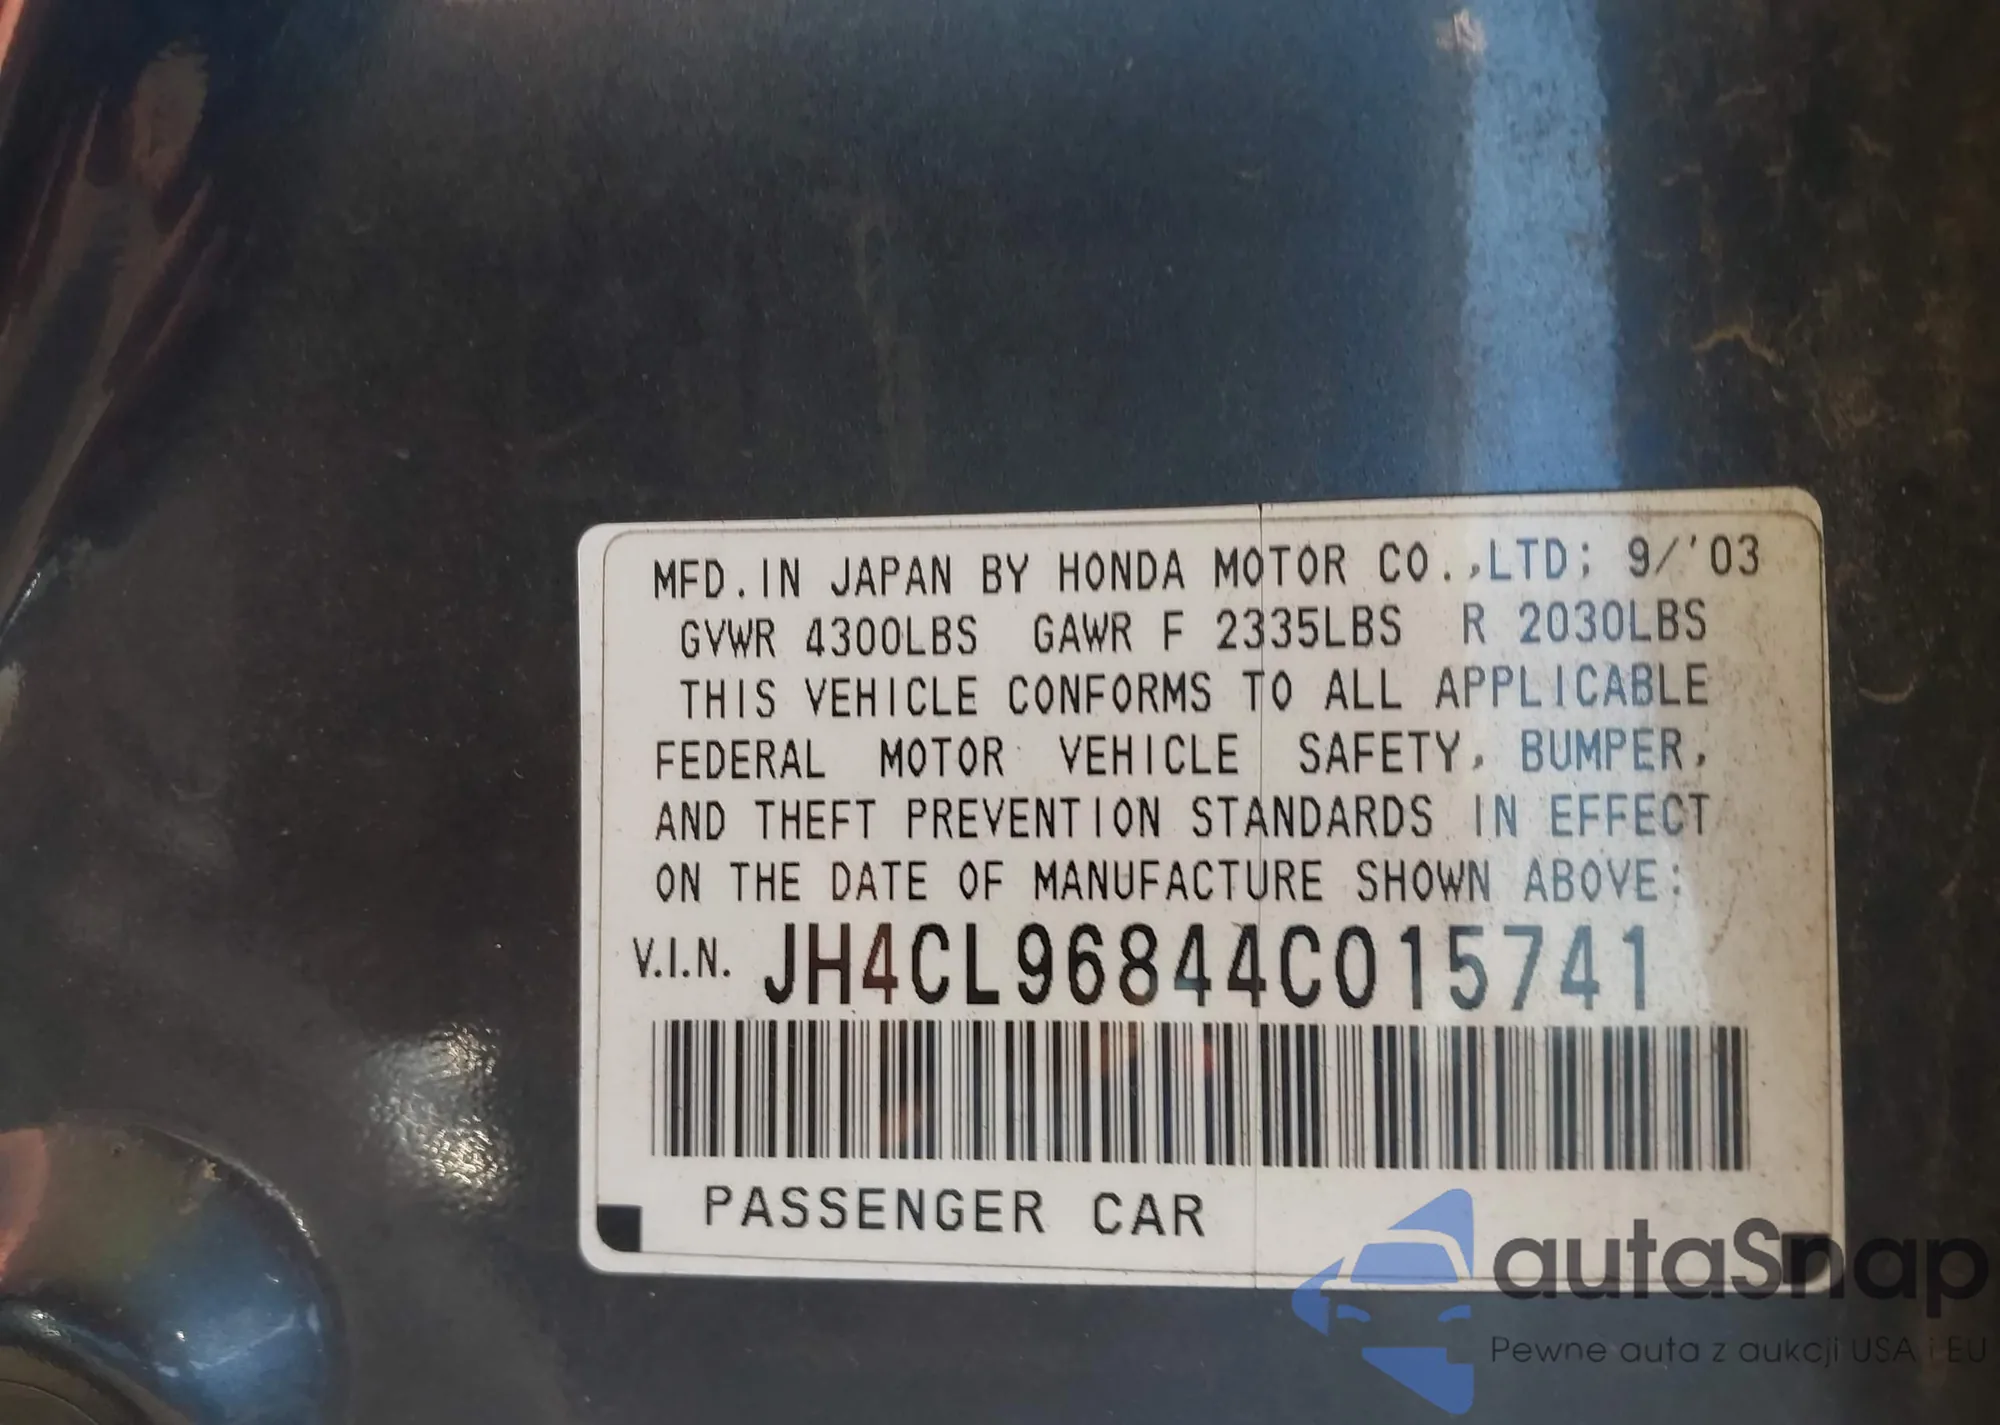 MFD. IN JAPAN BY HONDA MOTOR CO.,LTD; 9/'03
GVWR 4300LBS GAWR F 2335LBS R 2030LBS
THIS VEHICLE CONFORMS TO ALL APPLICABLE
FEDERAL MOTOR VEHICLE SAFETY, BUMPER,
AND THEFT PREVENTION STANDARDS IN EFFECT
ON THE DATE OF MANUFACTURE SHOWN ABOVE:
V.I.N. JH4CL96844C015741
PASSENGER CAR
autaSnap
Pewne auta z aukcji USA i EU